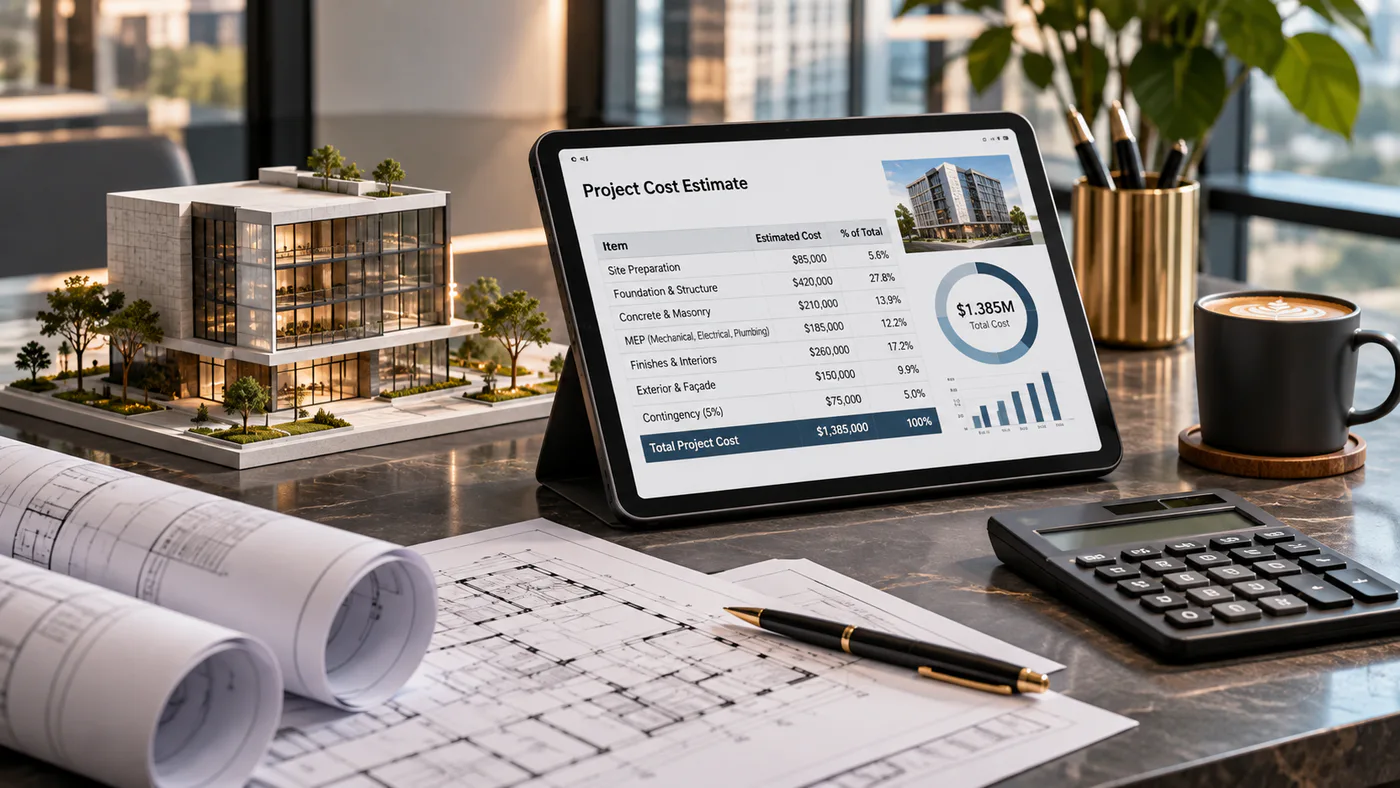 Project Cost Estimate
Item Estimated Cost % of Total
Site Preparation $85,000 5.6%
Foundation & Structure $420,000 27.8%
Concrete & Masonry $210,000 13.9%
MEP (Mechanical, Electrical, Plumbing) $185,000 12.2%
Finishes & Interiors $260,000 17.2%
Exterior & Façade $150,000 9.9%
Contingency (5%) $75,000 5.0%
Total Project Cost $1,385,000 100%
$1.385M
Total Cost